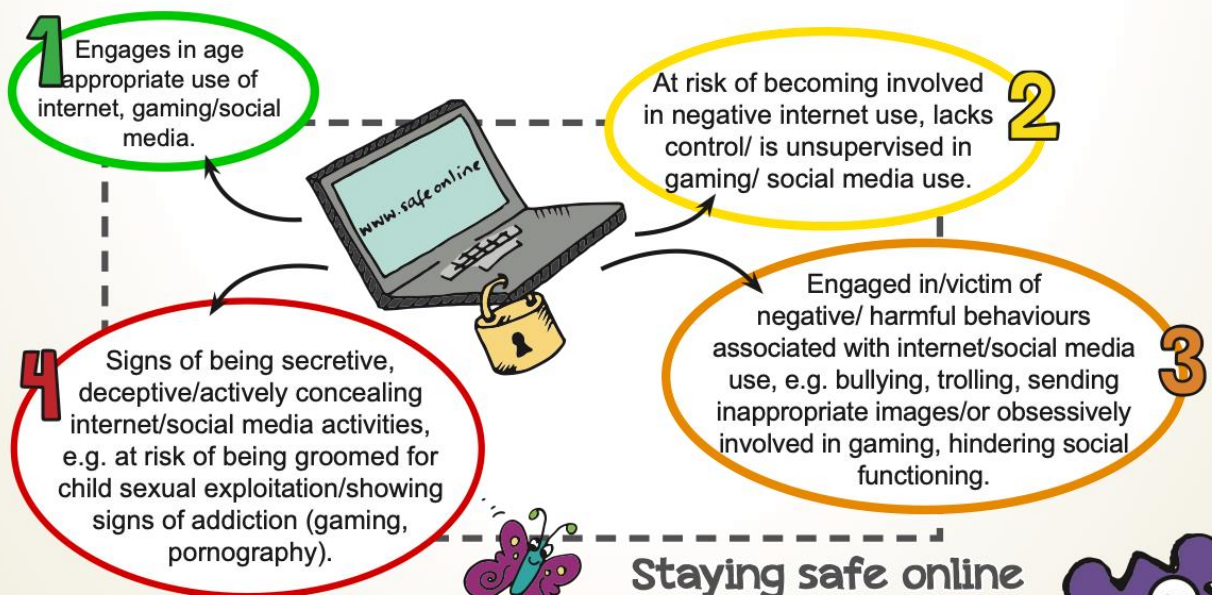 1
Engages in age
appropriate use of
internet, gaming/social
media.
2
At risk of becoming involved
in negative internet use, lacks
control/ is unsupervised in
gaming/ social media use.
www.safeonline
3
Engaged in/victim of
negative/ harmful behaviours
associated with internet/social media
use, e.g. bullying, trolling, sending
inappropriate images/or obsessively
involved in gaming, hindering social
functioning.
4
Signs of being secretive,
deceptive/actively concealing
internet/social media activities,
e.g. at risk of being groomed for
child sexual exploitation/showing
signs of addiction (gaming,
pornography).
Staying safe online